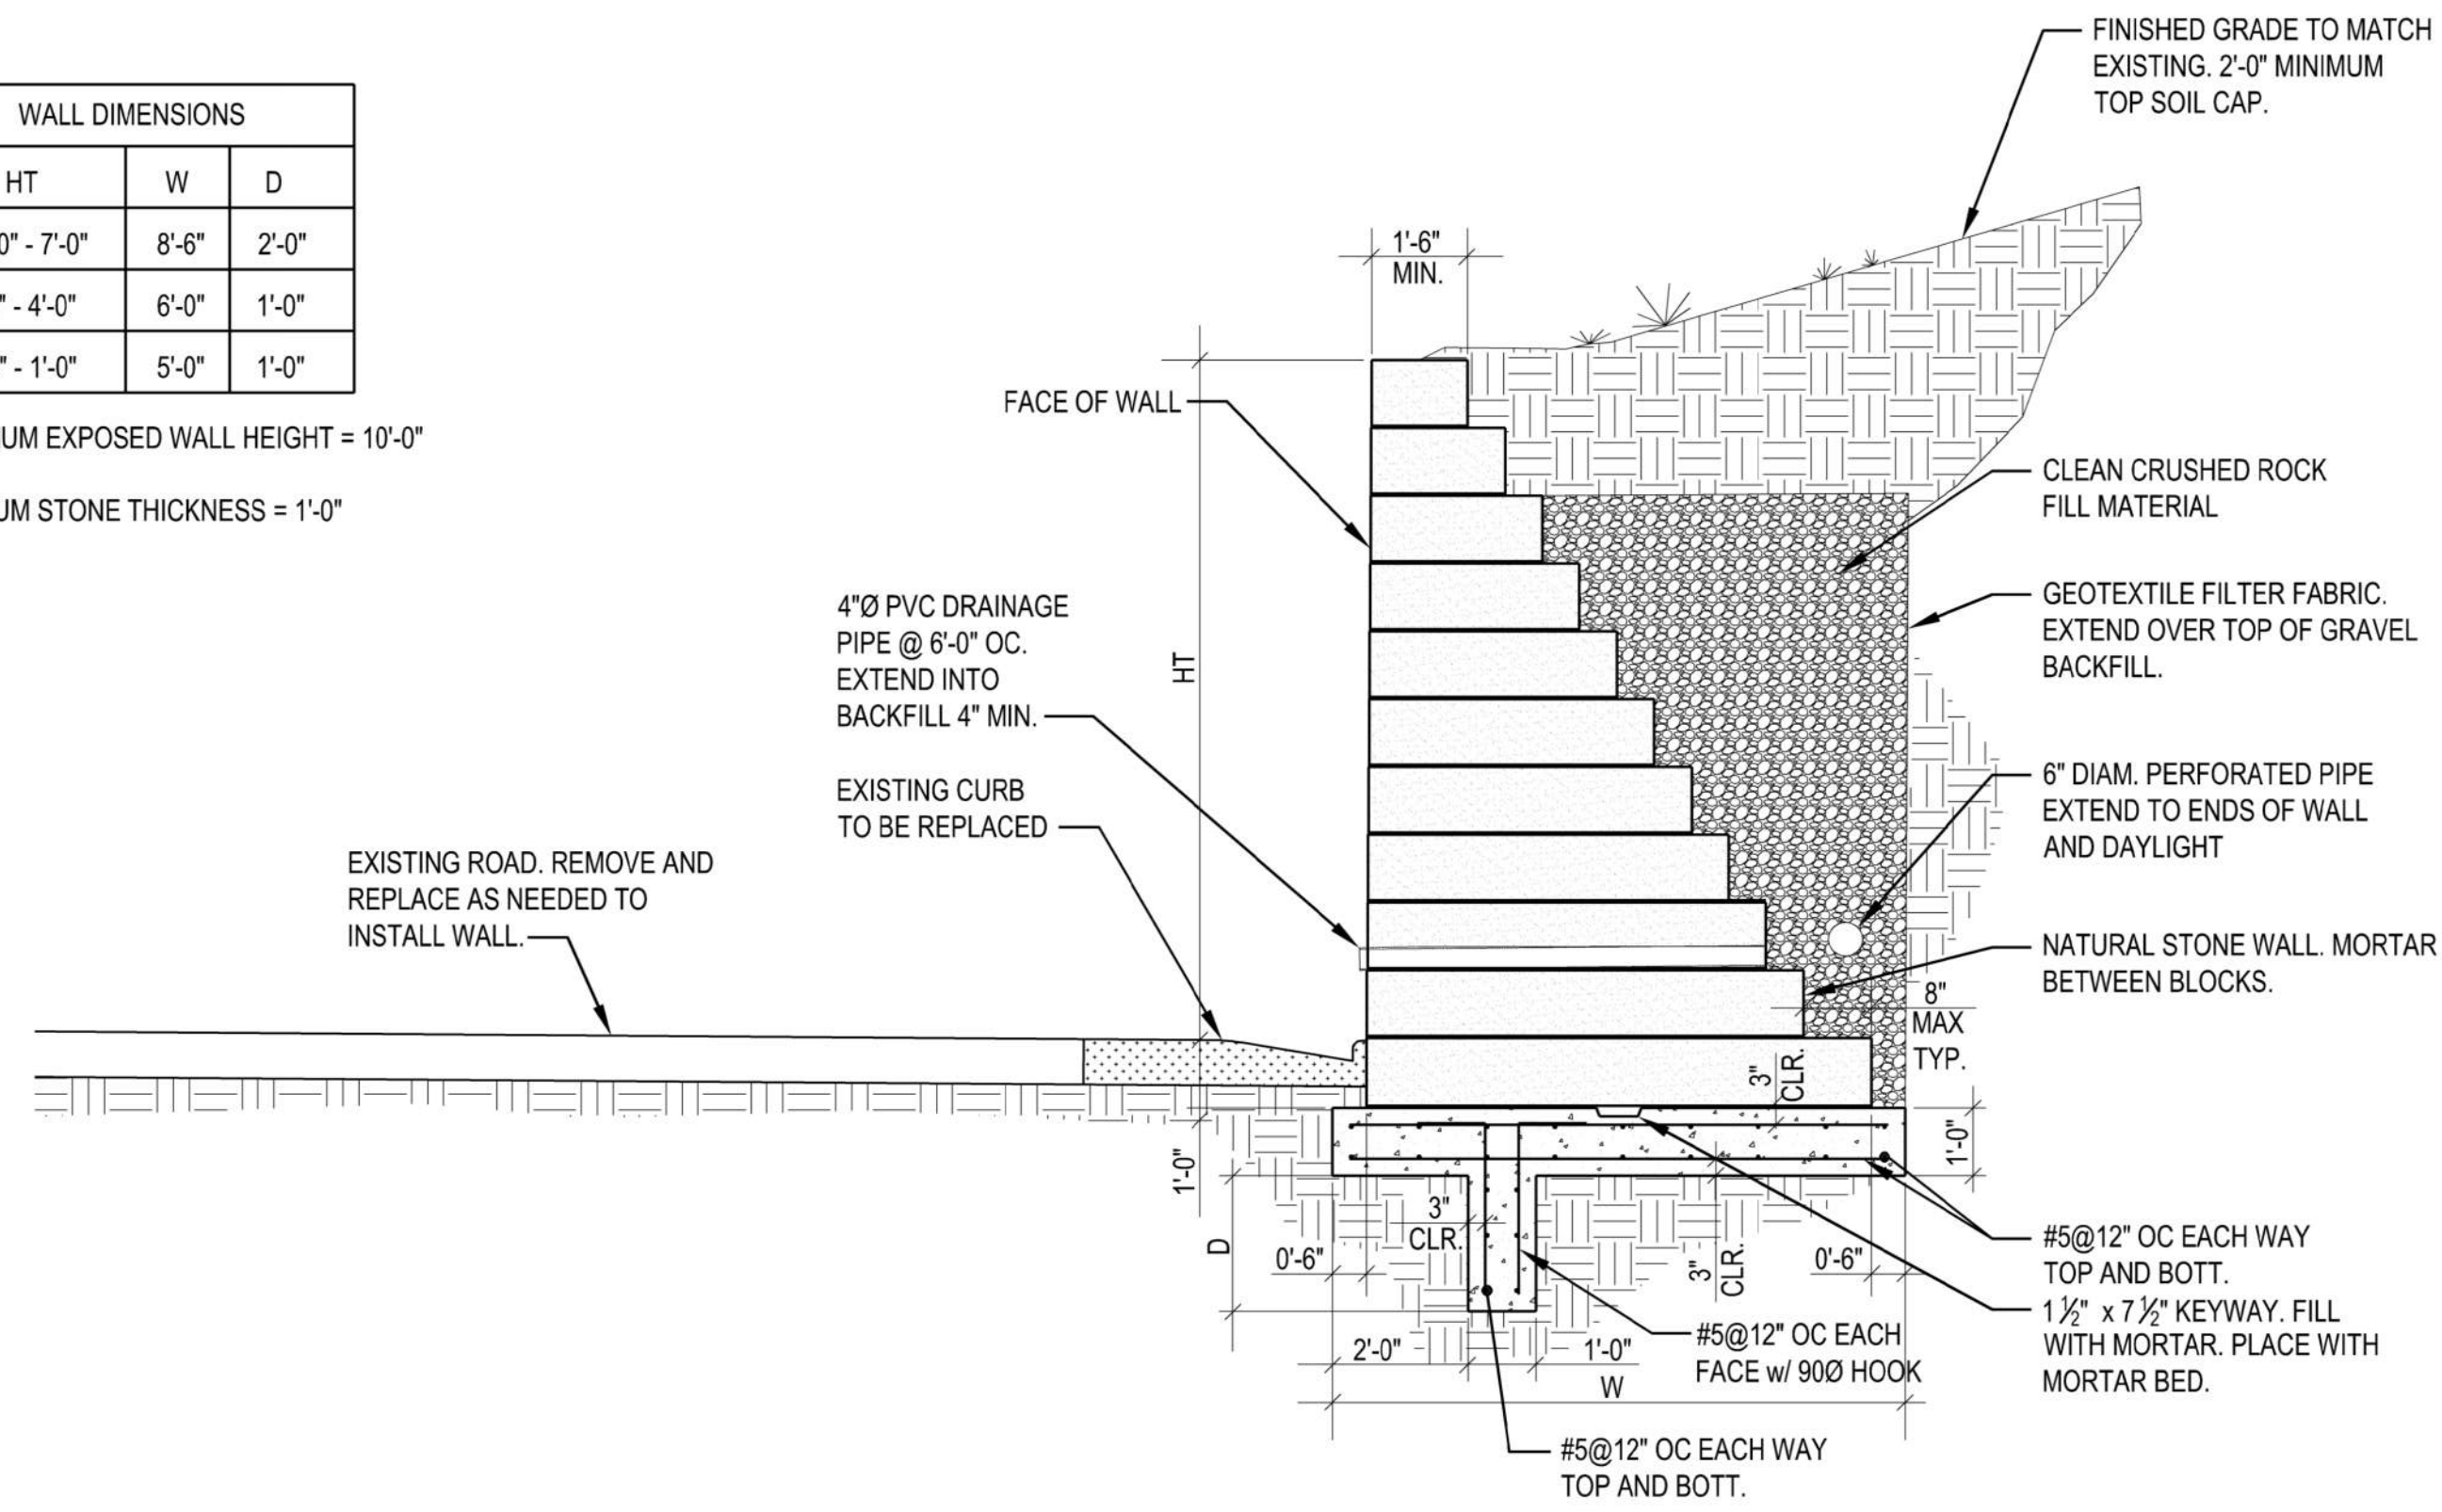 WALL DIMENSIONS
HT W D
0" - 7'-0" 8'-6" 2'-0"
" - 4'-0" 6'-0" 1'-0"
" - 1'-0" 5'-0" 1'-0"
UM EXPOSED WALL HEIGHT = 10'-0"
UM STONE THICKNESS = 1'-0"
FINISHED GRADE TO MATCH
EXISTING. 2'-0" MINIMUM
TOP SOIL CAP.
1'-6"
MIN.
FACE OF WALL
CLEAN CRUSHED ROCK
FILL MATERIAL
4"Ø PVC DRAINAGE
PIPE @ 6'-0" OC.
EXTEND INTO
BACKFILL 4" MIN.
HT
GEOTEXTILE FILTER FABRIC.
EXTEND OVER TOP OF GRAVEL
BACKFILL.
EXISTING CURB
TO BE REPLACED
6" DIAM. PERFORATED PIPE
EXTEND TO ENDS OF WALL
AND DAYLIGHT
EXISTING ROAD. REMOVE AND
REPLACE AS NEEDED TO
INSTALL WALL.
NATURAL STONE WALL. MORTAR
BETWEEN BLOCKS.
8"
MAX
TYP.
3"
CLR.
1'-0"
1'-0"
D
0'-6"
3"
CLR.
3"
CLR.
0'-6"
#5@12" OC EACH WAY
TOP AND BOTT.
1 ½" x 7 ½" KEYWAY. FILL
WITH MORTAR. PLACE WITH
MORTAR BED.
2'-0"
1'-0"
W
#5@12" OC EACH
FACE w/ 90Ø HOOK
#5@12" OC EACH WAY
TOP AND BOTT.